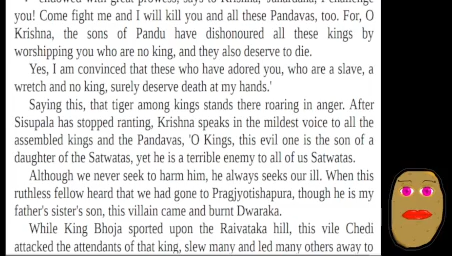 endowed with great prowess, says to Krishna, 'Janardana, I challenge
you! Come fight me and I will kill you and all these Pandavas, too. For, O
Krishna, the sons of Pandu have dishonoured all these kings by
worshipping you who are no king, and they also deserve to die.
Yes, I am convinced that these who have adored you, who are a slave, a
wretch and no king, surely deserve death at my hands.'
Saying this, that tiger among kings stands there roaring in anger. After
Sisupala has stopped ranting, Krishna speaks in the mildest voice to all the
assembled kings and the Pandavas, 'O Kings, this evil one is the son of a
daughter of the Satwatas, yet he is a terrible enemy to all of us Satwatas.
Although we never seek to harm him, he always seeks our ill. When this
ruthless fellow heard that we had gone to Pragjyotishapura, though he is my
father's sister's son, this villain came and burnt Dwaraka.
While King Bhoja sported upon the Raivataka hill, this vile Chedi
attacked the attendants of that king, slew many and led many others away to